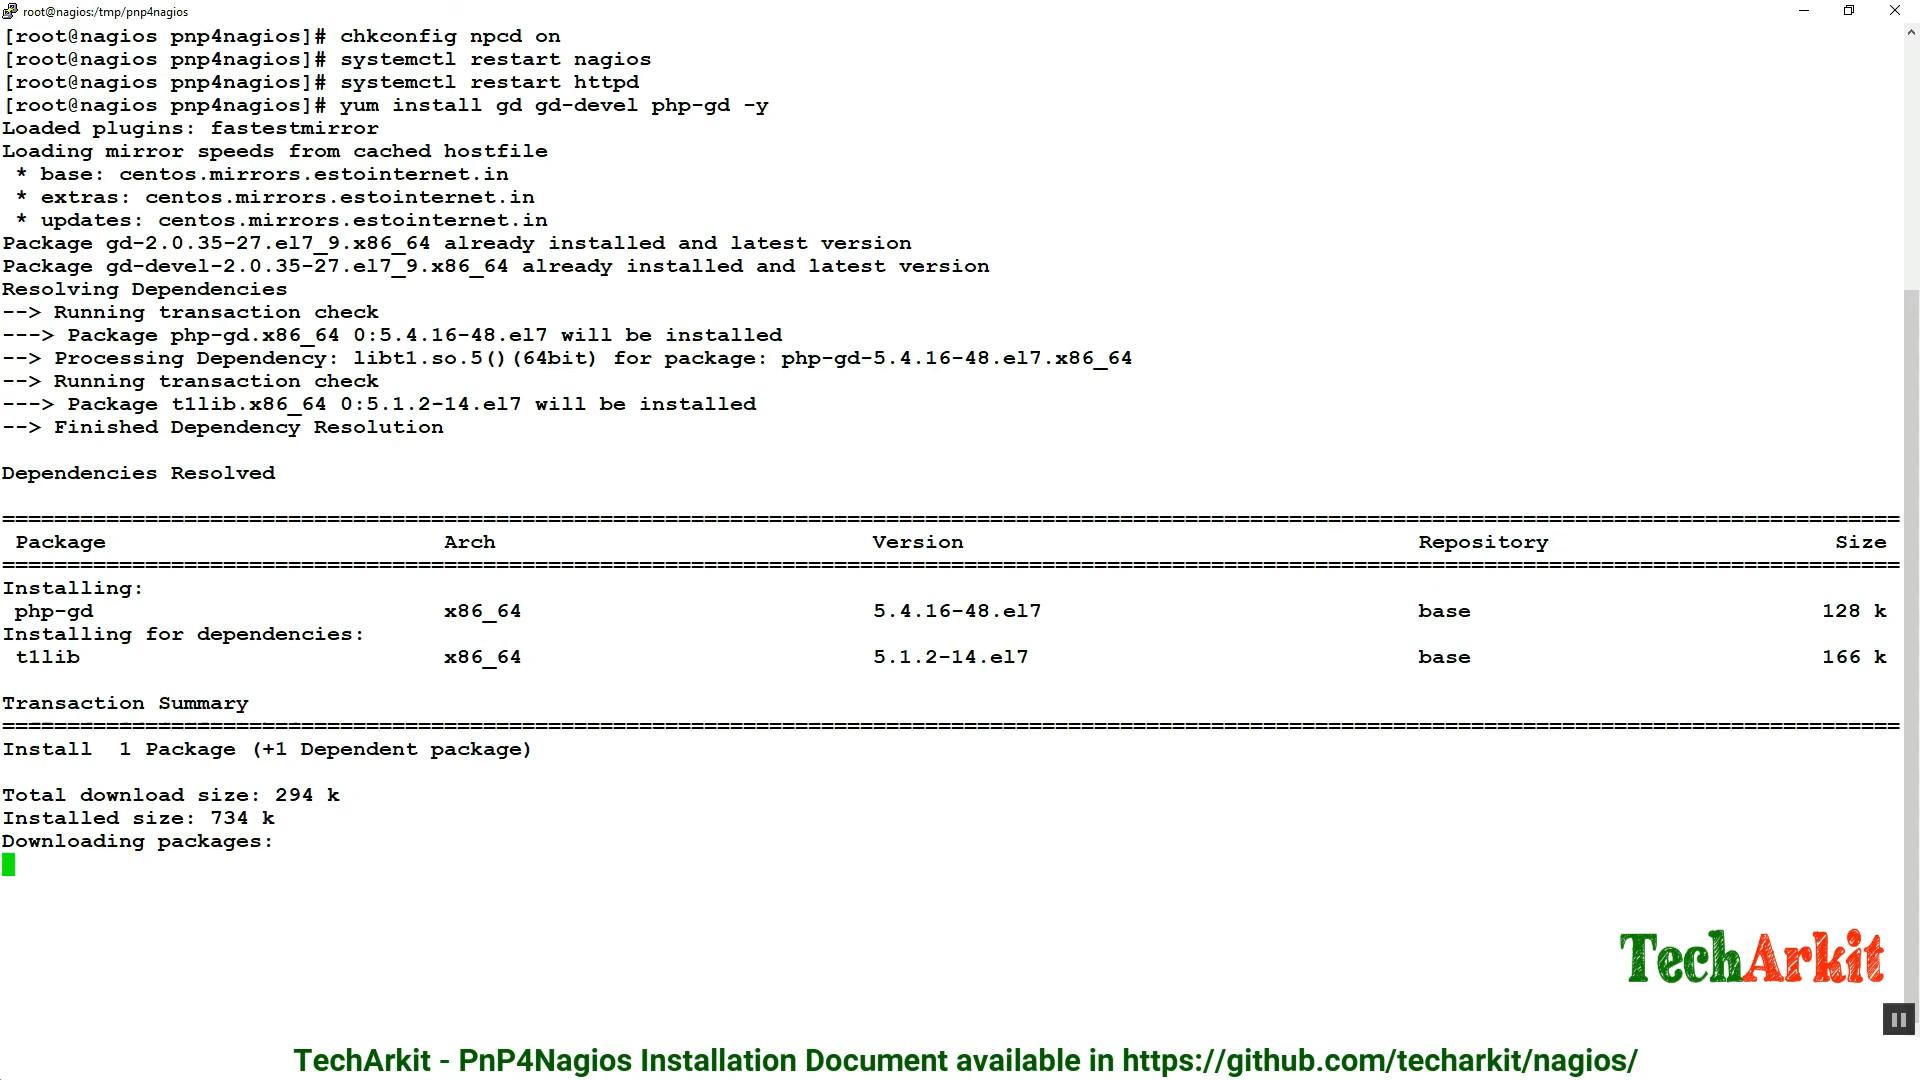 root@nagios:/tmp/pnp4nagios
[root@nagios pnp4nagios]# chkconfig npcd on
[root@nagios pnp4nagios]# systemctl restart nagios
[root@nagios pnp4nagios]# systemctl restart httpd
[root@nagios pnp4nagios]# yum install gd gd-devel php-gd -y
Loaded plugins: fastestmirror
Loading mirror speeds from cached hostfile
 * base: centos.mirrors.estointernet.in
 * extras: centos.mirrors.estointernet.in
 * updates: centos.mirrors.estointernet.in
Package gd-2.0.35-27.el7_9.x86_64 already installed and latest version
Package gd-devel-2.0.35-27.el7_9.x86_64 already installed and latest version
Resolving Dependencies
--> Running transaction check
---> Package php-gd.x86_64 0:5.4.16-48.el7 will be installed
--> Processing Dependency: libt1.so.5()(64bit) for package: php-gd-5.4.16-48.el7.x86_64
--> Running transaction check
---> Package t1lib.x86_64 0:5.1.2-14.el7 will be installed
--> Finished Dependency Resolution
Dependencies Resolved
Package Arch Version Repository Size
Installing:
php-gd x86_64 5.4.16-48.el7 base 128 k
Installing for dependencies:
t1lib x86_64 5.1.2-14.el7 base 166 k
Transaction Summary
Install  1 Package (+1 Dependent package)
Total download size: 294 k
Installed size: 734 k
Downloading packages:
TechArkit
TechArkit - PnP4Nagios Installation Document available in https://github.com/techarkit/nagios/